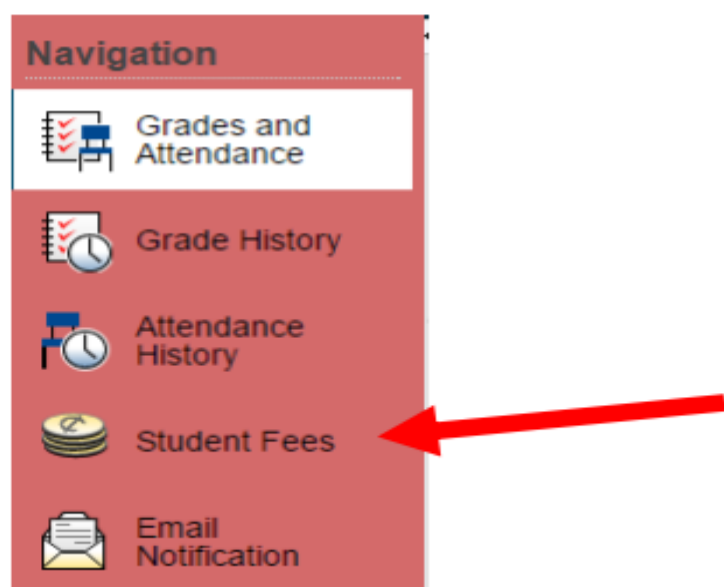 Navigation
Grades and
Attendance
Grade History
Attendance
History
Student Fees
Email
Notification